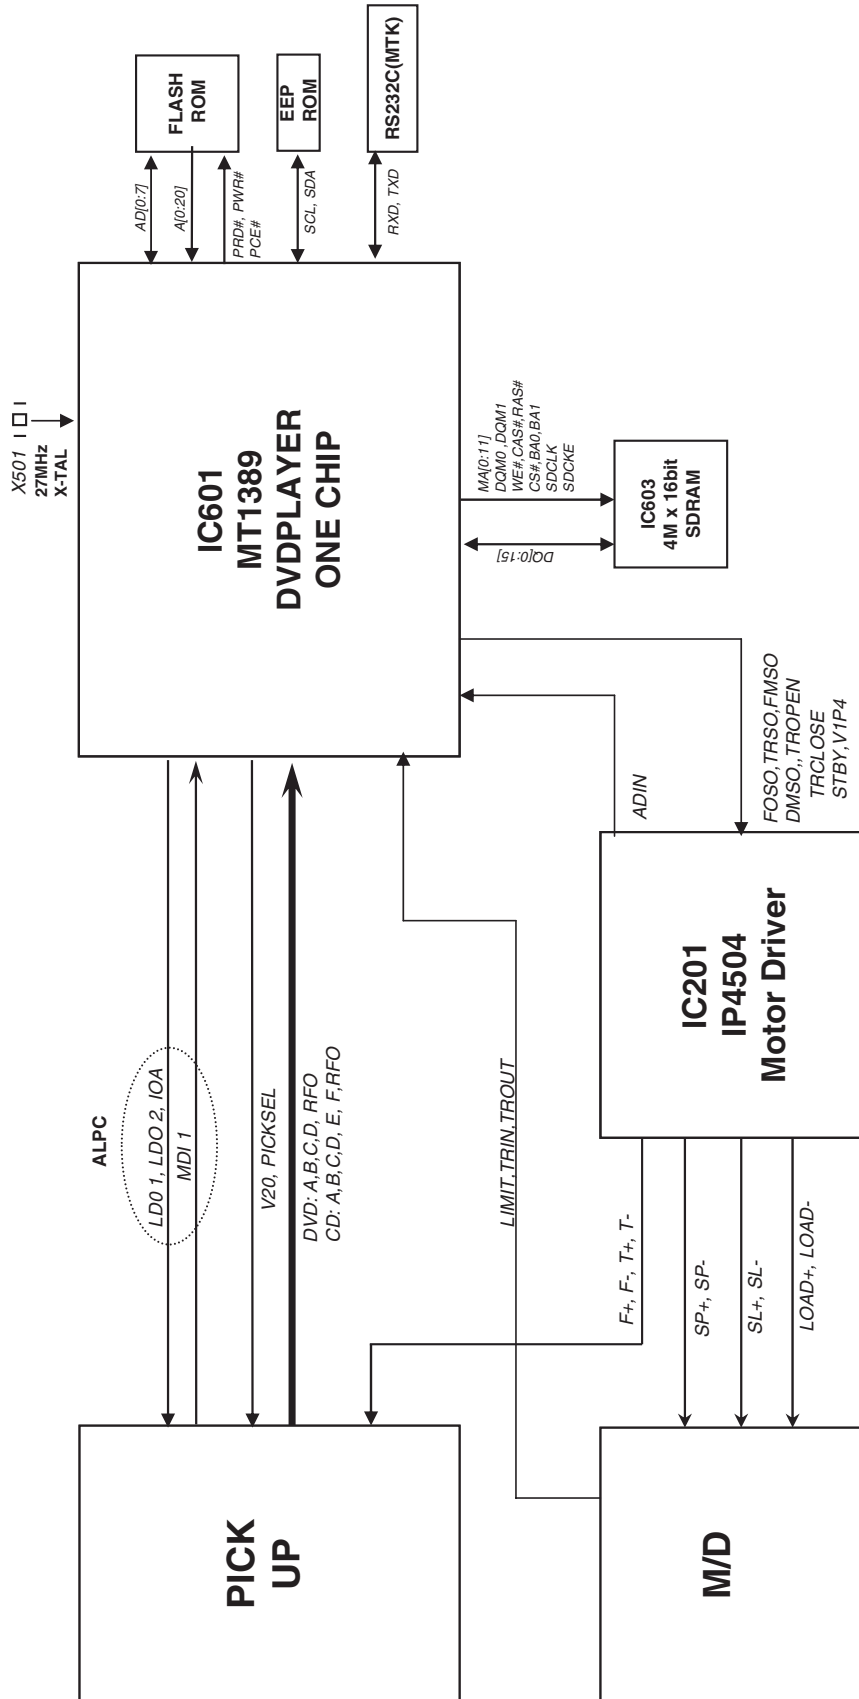 PICK
UP
ALPC
LD0 1, LDO 2, IOA
MDI 1
V20, PICKSEL
DVD: A,B,C,D, RFO
CD: A,B,C,D, E, F,RFO
X501
27MHz
X-TAL
IC601
MT1389
DVDPLAYER
ONE CHIP
AD[0:7]
A[0:20]
PRD#, PWR#
PCE#
FLASH
ROM
SCL, SDA
EEP
ROM
RXD, TXD
RS232C(MTK)
MA[0:11]
DQM0 ,DQM1
WE#,CAS#,RAS#
CS#,BA0,BA1
SDCLK
SDCKE
DQ[0:15]
IC603
4M x 16bit
SDRAM
LIMIT,TRIN,TROUT
ADIN
FOSO,TRSO,FMSO
DMSO,,TROPEN
TRCLOSE
STBY,V1P4
IC201
IP4504
Motor Driver
F+, F-, T+, T-
SP+, SP-
SL+, SL-
LOAD+, LOAD-
M/D